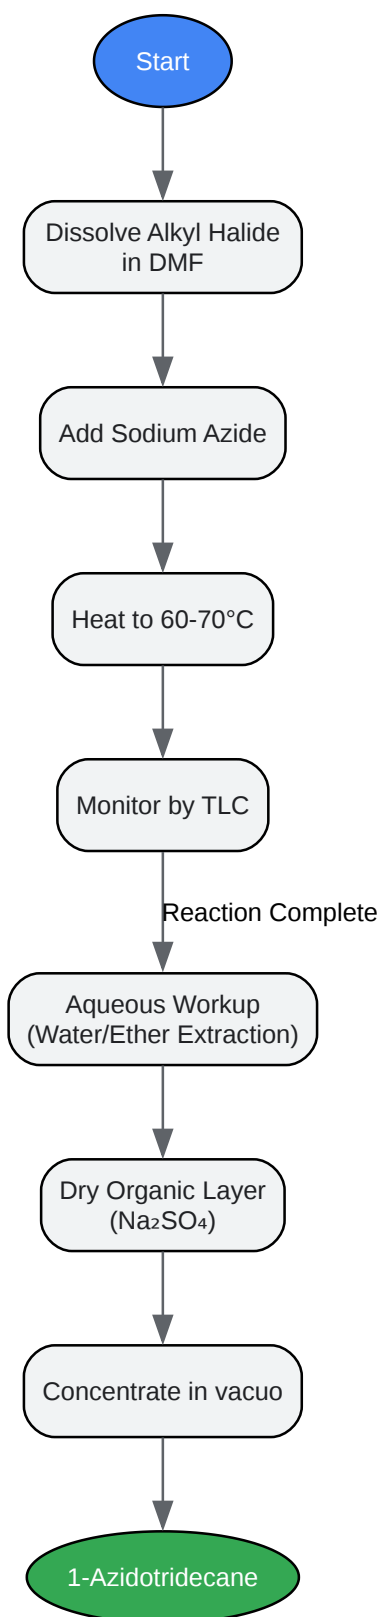 Start
Dissolve Alkyl Halide
in DMF
Add Sodium Azide
Heat to 60-70°C
Monitor by TLC
Reaction Complete
Aqueous Workup
(Water/Ether Extraction)
Dry Organic Layer
(Na₂SO₄)
Concentrate in vacuo
1-Azidotridecane